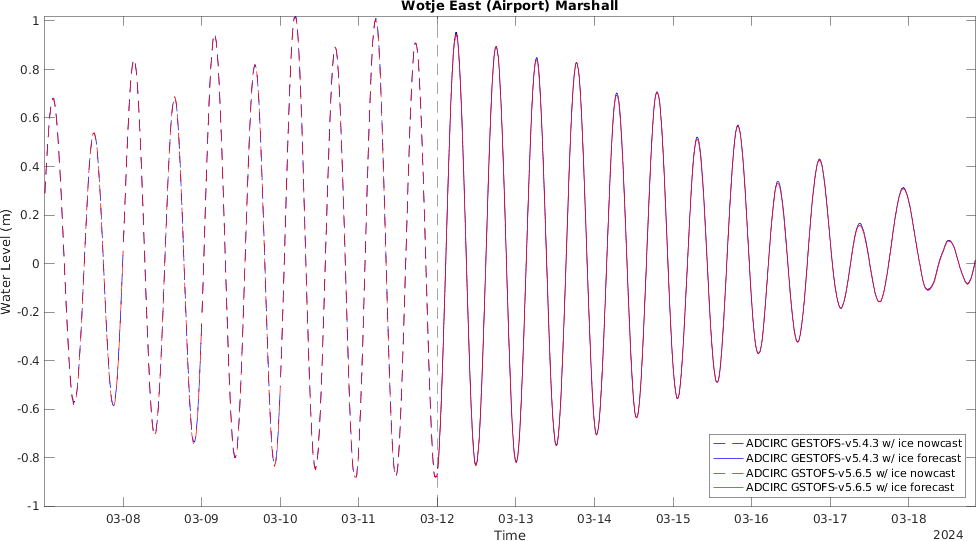 Wotje East (Airport) Marshall
1
0.8
0.6
0.4
0.2
0
-0.2
-0.4
-0.6
-0.8
-1
Water Level (m)
ADCIRC GESTOFS-v5.4.3 w/ ice nowcast
ADCIRC GESTOFS-v5.4.3 w/ ice forecast
ADCIRC GSTOFS-v5.6.5 w/ ice nowcast
ADCIRC GSTOFS-v5.6.5 w/ ice forecast
03-08 03-09 03-10 03-11 03-12 03-13 03-14 03-15 03-16 03-17 03-18
Time
2024